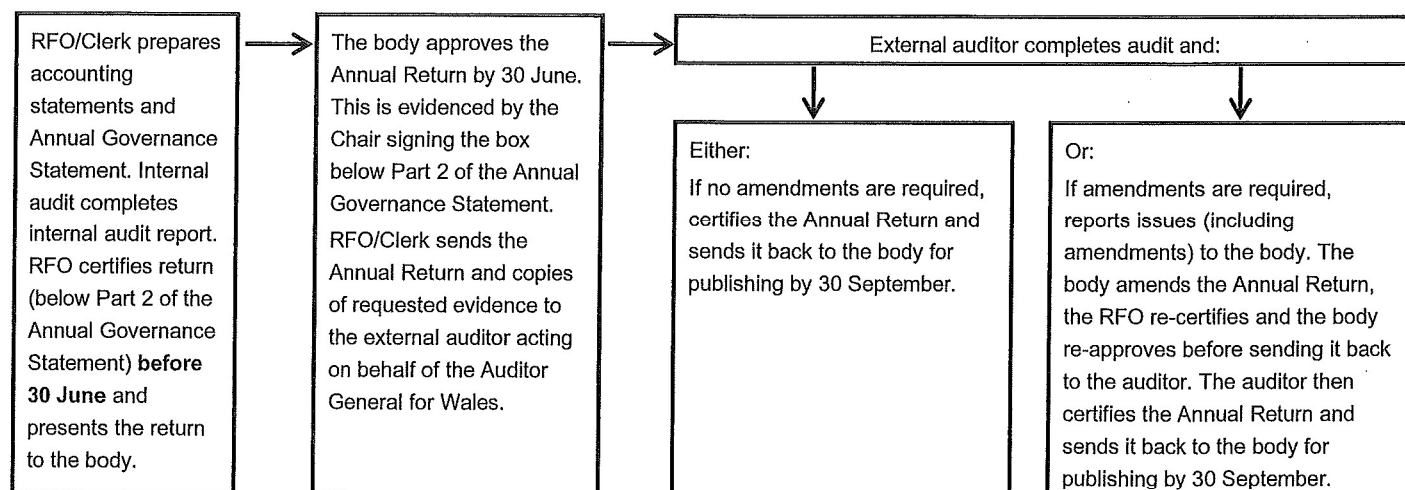 RFO/Clerk prepares
accounting
statements and
Annual Governance
Statement. Internal
audit completes
internal audit report.
RFO certifies return
(below Part 2 of the
Annual Governance
Statement) before
30 June and
presents the return
to the body.
The body approves the
Annual Return by 30 June.
This is evidenced by the
Chair signing the box
below Part 2 of the Annual
Governance Statement.
RFO/Clerk sends the
Annual Return and copies
of requested evidence to
the external auditor acting
on behalf of the Auditor
General for Wales.
External auditor completes audit and:
Either:
If no amendments are required,
certifies the Annual Return and
sends it back to the body for
publishing by 30 September.
Or:
If amendments are required,
reports issues (including
amendments) to the body. The
body amends the Annual Return,
the RFO re-certifies and the body
re-approves before sending it back
to the auditor. The auditor then
certifies the Annual Return and
sends it back to the body for
publishing by 30 September.